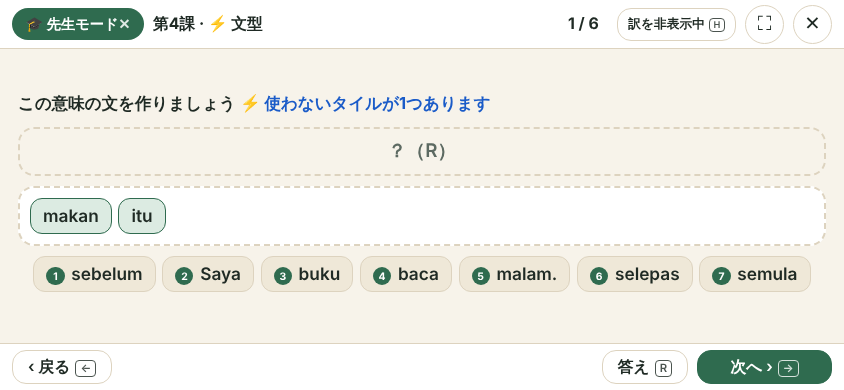 🎓 先生モード✕ 第4課 · ⚡ 文型 1 / 6 訳を非表示中 H ✕
この意味の文を作りましょう ⚡ 使わないタイルが1つあります
？（R）
makan itu
1 sebelum 2 Saya 3 buku 4 baca 5 malam. 6 selepas 7 semula
‹ 戻る ← 答え R 次へ › →